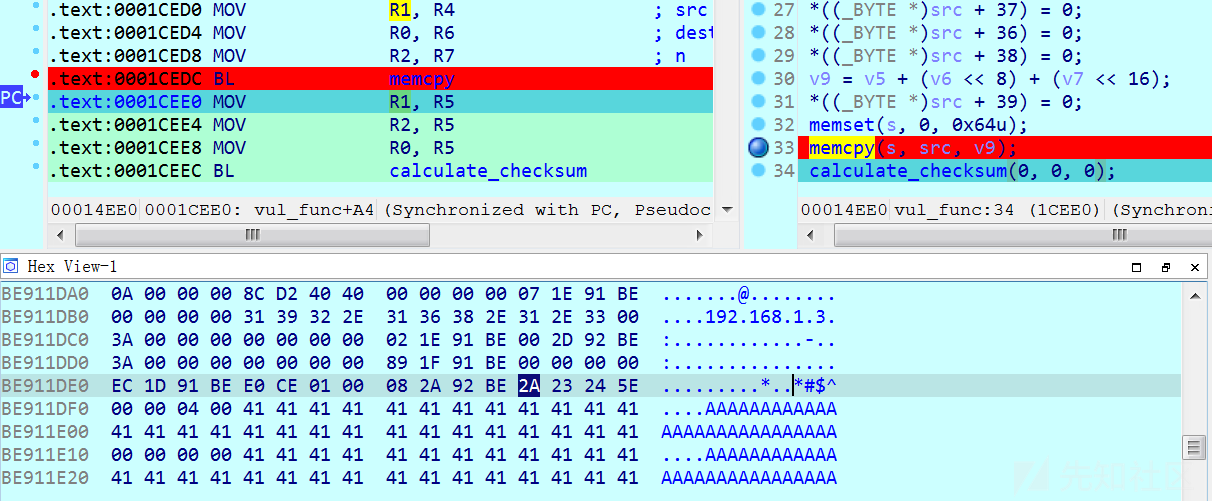 .text:0001CED0 MOV R1, R4 ; src
.text:0001CED4 MOV R0, R6 ; dest
.text:0001CED8 MOV R2, R7 ; n
.text:0001CEDC BL memcpy
PC .text:0001CEE0 MOV R1, R5
.text:0001CEE4 MOV R2, R5
.text:0001CEE8 MOV R0, R5
.text:0001CEEC BL calculate_checksum
00014EE0 0001CEE0: vul_func+A4 (Synchronized with PC, Pseudoc
27 *((_BYTE *)src + 37) = 0;
28 *((_BYTE *)src + 36) = 0;
29 *((_BYTE *)src + 38) = 0;
30 v9 = v5 + (v6 << 8) + (v7 << 16);
31 *((_BYTE *)src + 39) = 0;
32 memset(s, 0, 0x64u);
33 memcpy(s, src, v9);
34 calculate_checksum(0, 0, 0);
00014EE0 vul_func:34 (1CEE0) (Synchroni
Hex View-1
BE911DA0 0A 00 00 00 8C D2 40 40 00 00 00 00 07 1E 91 BE .......@........
BE911DB0 00 00 00 00 31 39 32 2E 31 36 38 2E 31 2E 33 00 ....192.168.1.3.
BE911DC0 3A 00 00 00 00 00 00 00 02 1E 91 BE 00 2D 92 BE :............-..
BE911DD0 3A 00 00 00 00 00 00 00 89 1F 91 BE 00 00 00 00 :...............
BE911DE0 EC 1D 91 BE E0 CE 01 00 08 2A 92 BE 2A 23 24 5E .........*..*#$^
BE911DF0 00 00 04 00 41 41 41 41 41 41 41 41 41 41 41 41 ....AAAAAAAAAAAA
BE911E00 41 41 41 41 41 41 41 41 41 41 41 41 41 41 41 41 AAAAAAAAAAAAAAAA
BE911E10 00 00 00 00 41 41 41 41 41 41 41 41 41 41 41 41 ....AAAAAAAAAAAA
BE911E20 41 41 41 41 41 41 41 41 41 41 41 41 41 41 41 41 AAAAAAAAAAAAAAAA
先知社区